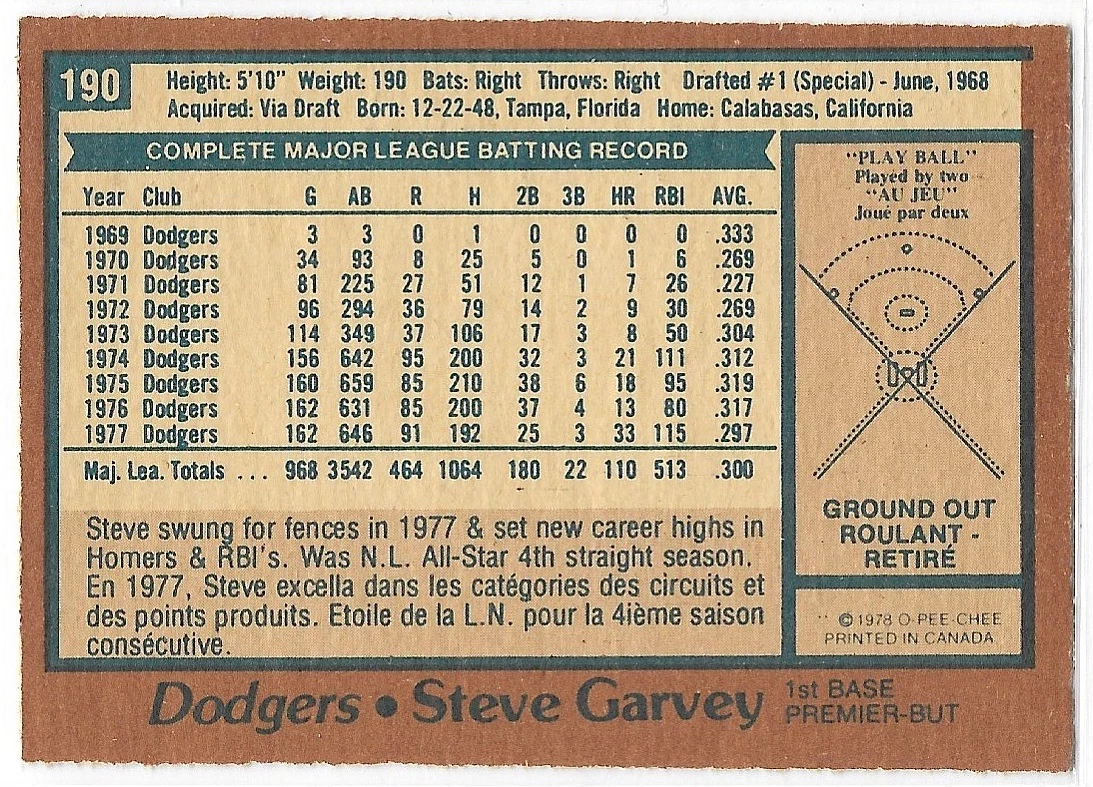 190
Height: 5'10" Weight: 190 Bats: Right Throws: Right Drafted #1 (Special) - June, 1968
Acquired: Via Draft Born: 12-22-48, Tampa, Florida Home: Calabasas, California
COMPLETE MAJOR LEAGUE BATTING RECORD
Year Club G AB R H 2B 3B HR RBI AVG.
1969 Dodgers 3 3 0 1 0 0 0 0 .333
1970 Dodgers 34 93 8 25 5 0 1 6 .269
1971 Dodgers 81 225 27 51 12 1 7 26 .227
1972 Dodgers 96 294 36 79 14 2 9 30 .269
1973 Dodgers 114 349 37 106 17 3 8 50 .304
1974 Dodgers 156 642 95 200 32 3 21 111 .312
1975 Dodgers 160 659 85 210 38 6 18 95 .319
1976 Dodgers 162 631 85 200 37 4 13 80 .317
1977 Dodgers 162 646 91 192 25 3 33 115 .297
Maj. Lea. Totals ... 968 3542 464 1064 180 22 110 513 .300
Steve swung for fences in 1977 & set new career highs in
Homers & RBI's. Was N.L. All-Star 4th straight season.
En 1977, Steve excella dans les catégories des circuits et
des points produits. Etoile de la L.N. pour la 4ième saison
consécutive.
"PLAY BALL"
Played by two
"AU JEU"
Joué par deux
GROUND OUT
ROULANT -
RETIRÉ
© 1978 O-PEE-CHEE
PRINTED IN CANADA
Dodgers • Steve Garvey
1st BASE
PREMIER-BUT